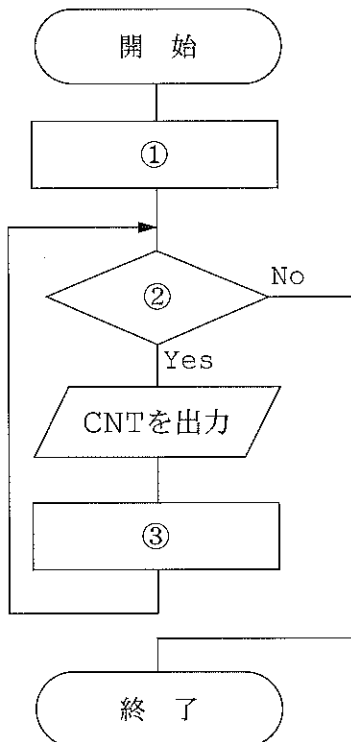 開 始
①
②
No
Yes
CNTを出力
③
終 了